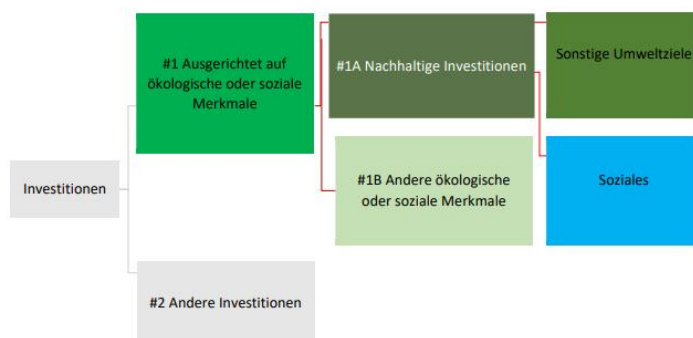 #1 Ausgerichtet auf
ökologische oder soziale
Merkmale
#1A Nachhaltige Investitionen
Sonstige Umweltziele
Investitionen
#1B Andere ökologische
oder soziale Merkmale
Soziales
#2 Andere Investitionen